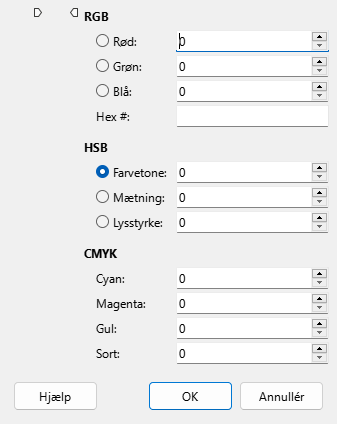 RGB
Rød: 0
Grøn: 0
Blå: 0
Hex #:
HSB
Farvetone: 0
Mætning: 0
Lysstyrke: 0
CMYK
Cyan: 0
Magenta: 0
Gul: 0
Sort: 0
Hjælp OK Annullér